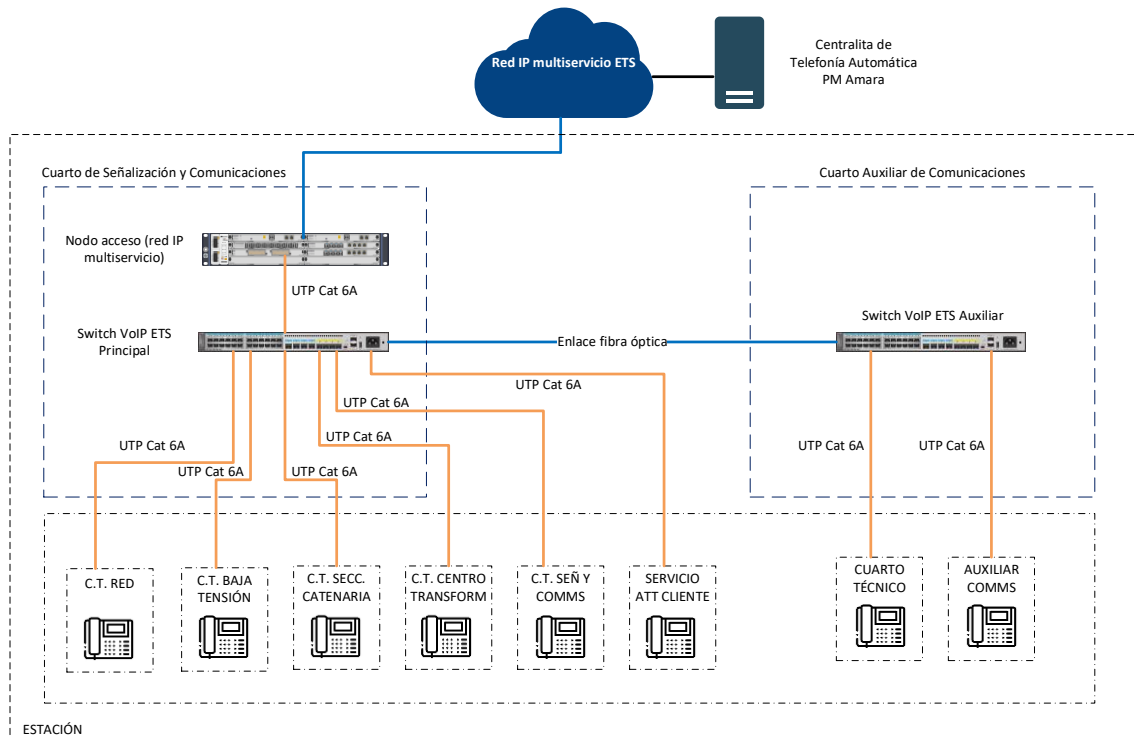 Red IP multiservicio ETS
Centralita de
Telefonía Automática
PM Amara
Cuarto de Señalización y Comunicaciones
Cuarto Auxiliar de Comunicaciones
Nodo acceso (red IP
multiservicio)
UTP Cat 6A
Switch VoIP ETS
Principal
Enlace fibra óptica
Switch VoIP ETS Auxiliar
UTP Cat 6A
UTP Cat 6A
UTP Cat 6A
UTP Cat 6A
UTP Cat 6A
UTP Cat 6A
UTP Cat 6A
UTP Cat 6A
C.T. RED
C.T. BAJA
TENSIÓN
C.T. SECC.
CATENARIA
C.T. CENTRO
TRANSFORM
C.T. SEÑ Y
COMMS
SERVICIO
ATT CLIENTE
CUARTO
TÉCNICO
AUXILIAR
COMMS
ESTACIÓN